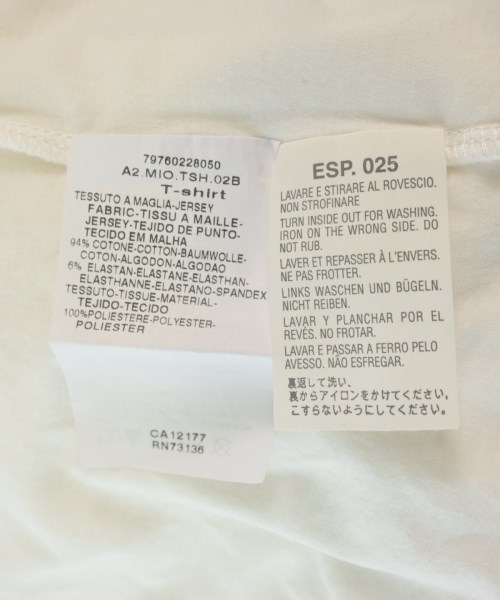 79760228050
A2.MIO.TSH.02B
T-shirt
TESSUTO A MAGLIA-JERSEY
FABRIC-TISSU A MAILLE-
JERSEY-TEJIDO DE PUNTO-
TECIDO EM MALHA
94% COTONE-COTTON-BAUMWOLLE-
COTON-ALGODON-ALGODAO
6% ELASTAN-ELASTANE-ELASTHAN-
ELASTHANNE-ELASTANO-SPANDEX
TESSUTO-TISSUE-MATERIAL-
TEJIDO-TECIDO
100%POLIESTERE-POLYESTER-
POLIESTER
CA12177
RN73136
ESP. 025
LAVARE E STIRARE AL ROVESCIO.
NON STROFINARE
TURN INSIDE OUT FOR WASHING.
IRON ON THE WRONG SIDE. DO
NOT RUB.
LAVER ET REPASSER À L'ENVERS.
NE PAS FROTTER.
LINKS WASCHEN UND BÜGELN.
NICHT REIBEN.
LAVAR Y PLANCHAR POR EL
REVÉS. NO FROTAR.
LAVAR E PASSAR A FERRO PELO
AVESSO. NÃO ESFREGAR.
裏返して洗い、
裏からアイロンをかけてください。
こすらないようにしてください。